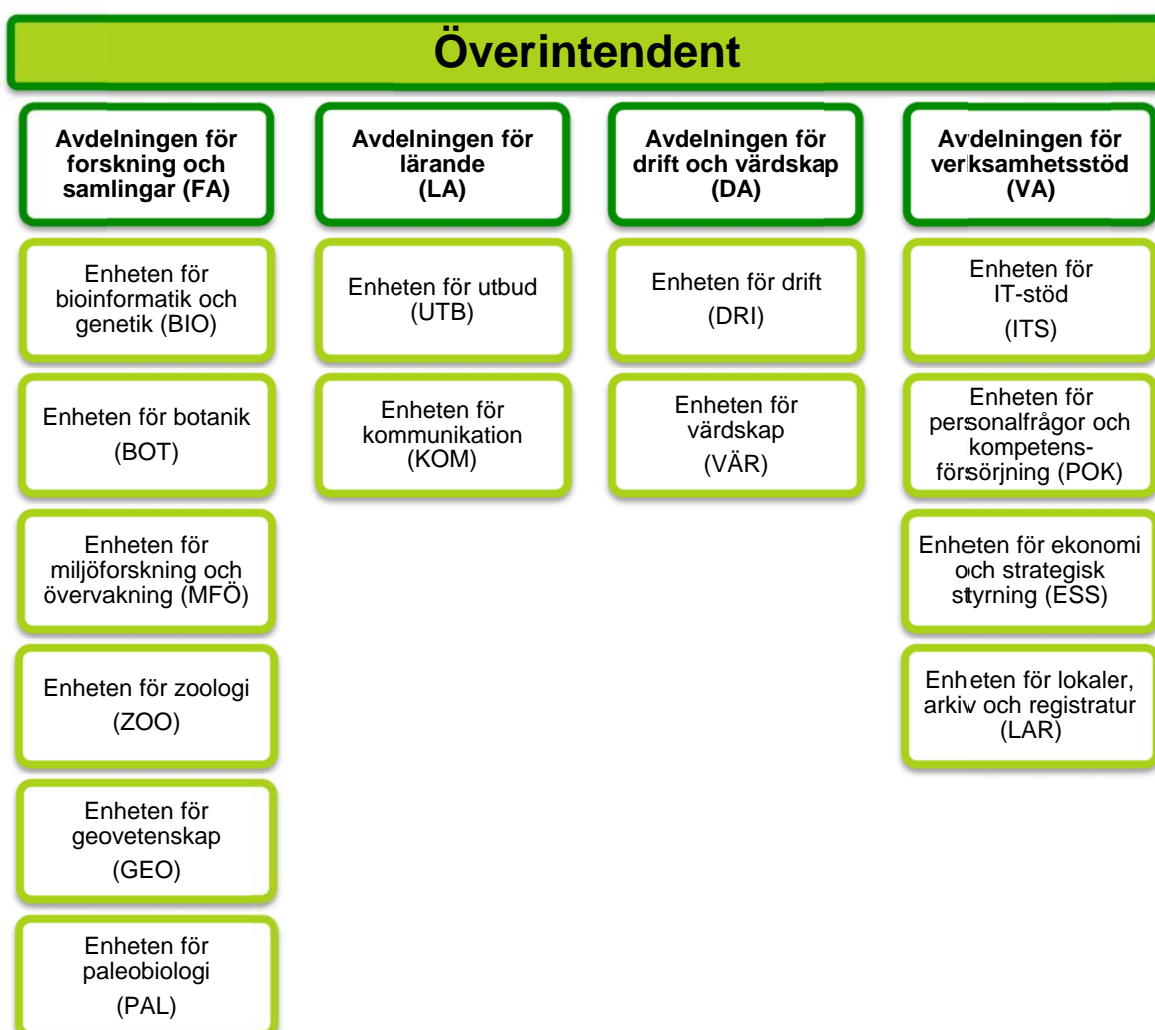 Överintendent
Avdelningen för
forskning och
samlingar (FA)
Enheten för
bioinformatik och
genetik (BIO)
Enheten för botanik
(BOT)
Enheten för
miljöforskning och
övervakning (MFÖ)
Enheten för zoologi
(ZOO)
Enheten för
geovetenskap
(GEO)
Enheten för
paleobiologi
(PAL)
Avdelningen för
lärande
(LA)
Enheten för utbud
(UTB)
Enheten för
kommunikation
(KOM)
Avdelningen för
drift och värdskap
(DA)
Enheten för drift
(DRI)
Enheten för
värdskap
(VÄR)
Avdelningen för
verksamhetsstöd
(VA)
Enheten för
IT-stöd
(ITS)
Enheten för
personalfrågor och
kompetens-
försörjning (POK)
Enheten för ekonomi
och strategisk
styrning (ESS)
Enheten för lokaler,
arkiv och registratur
(LAR)